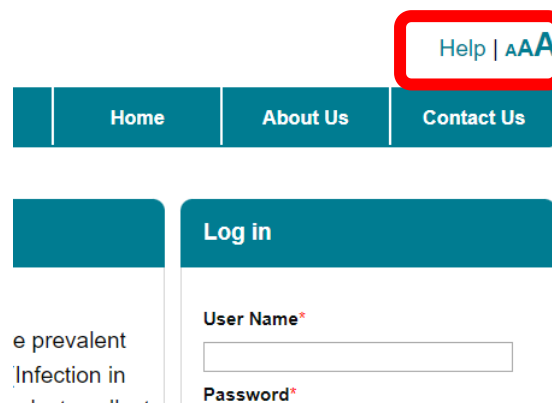 Help | AAA
Home About Us Contact Us
Log in
User Name*
e prevalent
Infection in
Password*